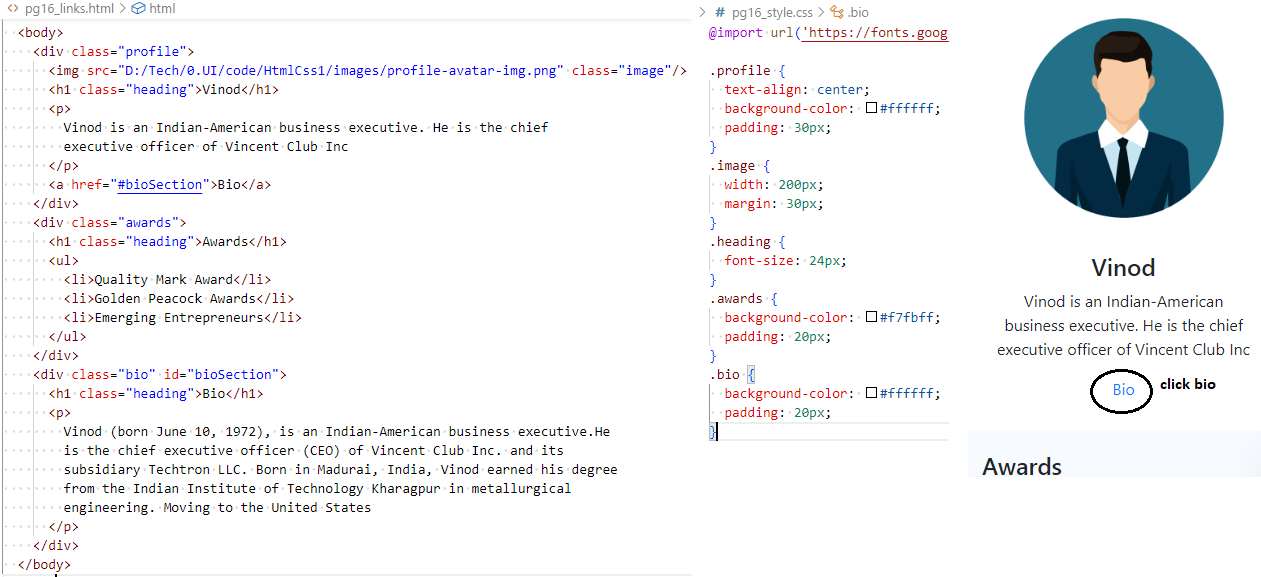 pg16_links.html > html
<body>
<div class="profile">
<img src="D:/Tech/0.UI/code/HtmlCss1/images/profile-avatar-img.png" class="image"/>
<h1 class="heading">Vinod</h1>
<p>
Vinod is an Indian-American business executive. He is the chief
executive officer of Vincent Club Inc
</p>
<a href="#bioSection">Bio</a>
</div>
<div class="awards">
<h1 class="heading">Awards</h1>
<ul>
<li>Quality Mark Award</li>
<li>Golden Peacock Awards</li>
<li>Emerging Entrepreneurs</li>
</ul>
</div>
<div class="bio" id="bioSection">
<h1 class="heading">Bio</h1>
<p>
Vinod (born June 10, 1972), is an Indian-American business executive.He
is the chief executive officer (CEO) of Vincent Club Inc. and its
subsidiary Techtron LLC. Born in Madurai, India, Vinod earned his degree
from the Indian Institute of Technology Kharagpur in metallurgical
engineering. Moving to the United States
</p>
</div>
</body>
> # pg16_style.css > .bio
@import url('https://fonts.goog
.profile {
text-align: center;
background-color: #ffffff;
padding: 30px;
}
.image {
width: 200px;
margin: 30px;
}
.heading {
font-size: 24px;
}
.awards {
background-color: #f7fbff;
padding: 20px;
}
.bio {
background-color: #ffffff;
padding: 20px;
}
Vinod
Vinod is an Indian-American
business executive. He is the chief
executive officer of Vincent Club Inc
Bio click bio
Awards